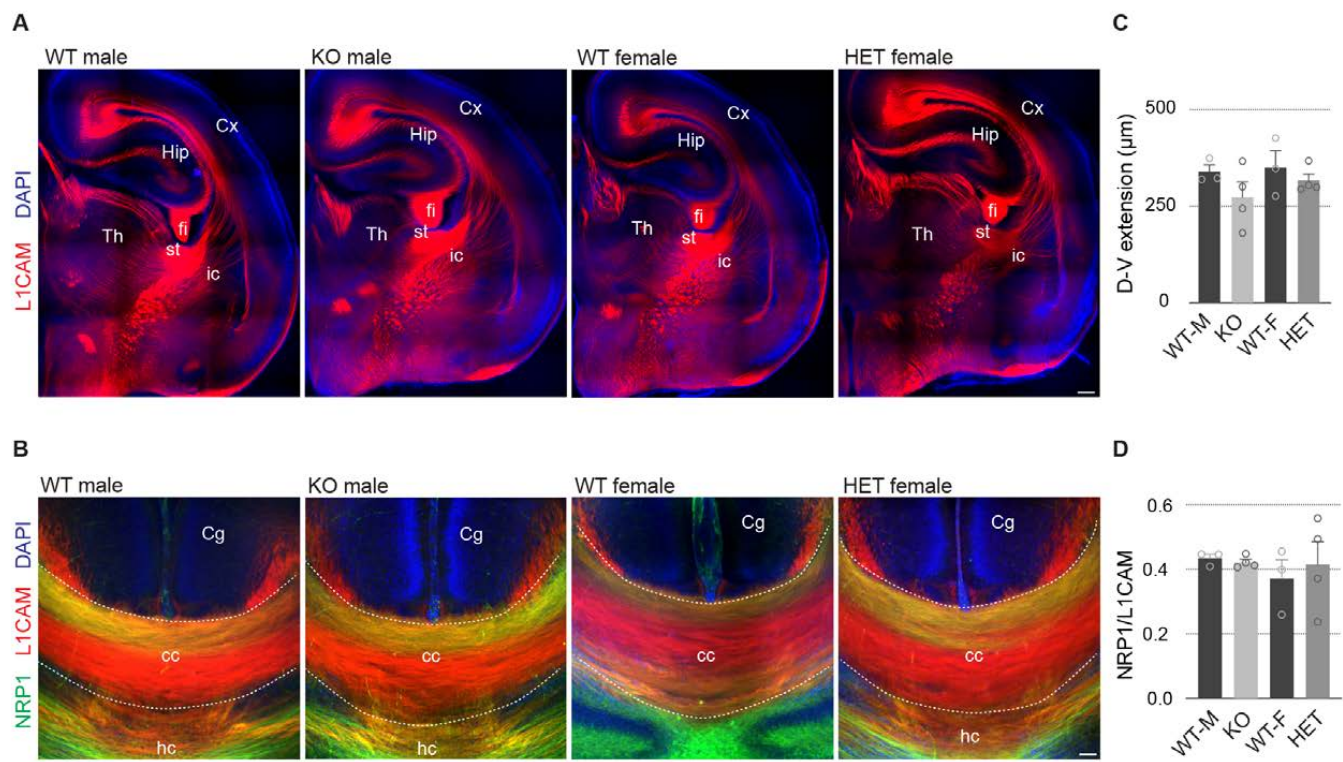 A
WT male
KO male
WT female
HET female
L1CAM DAPI
Cx
Hip
fi
st
Th
ic
Cx
Hip
fi
st
Th
ic
Cx
Hip
fi
st
Th
ic
Cx
Hip
fi
st
Th
ic
C
500
250
0
D-V extension (µm)
WT-M
KO
WT-F
HET
B
WT male
KO male
WT female
HET female
NRP1 L1CAM DAPI
Cg
cc
hc
Cg
cc
hc
Cg
cc
Cg
cc
hc
D
0.6
0.4
0.2
0.0
NRP1/L1CAM
WT-M
KO
WT-F
HET